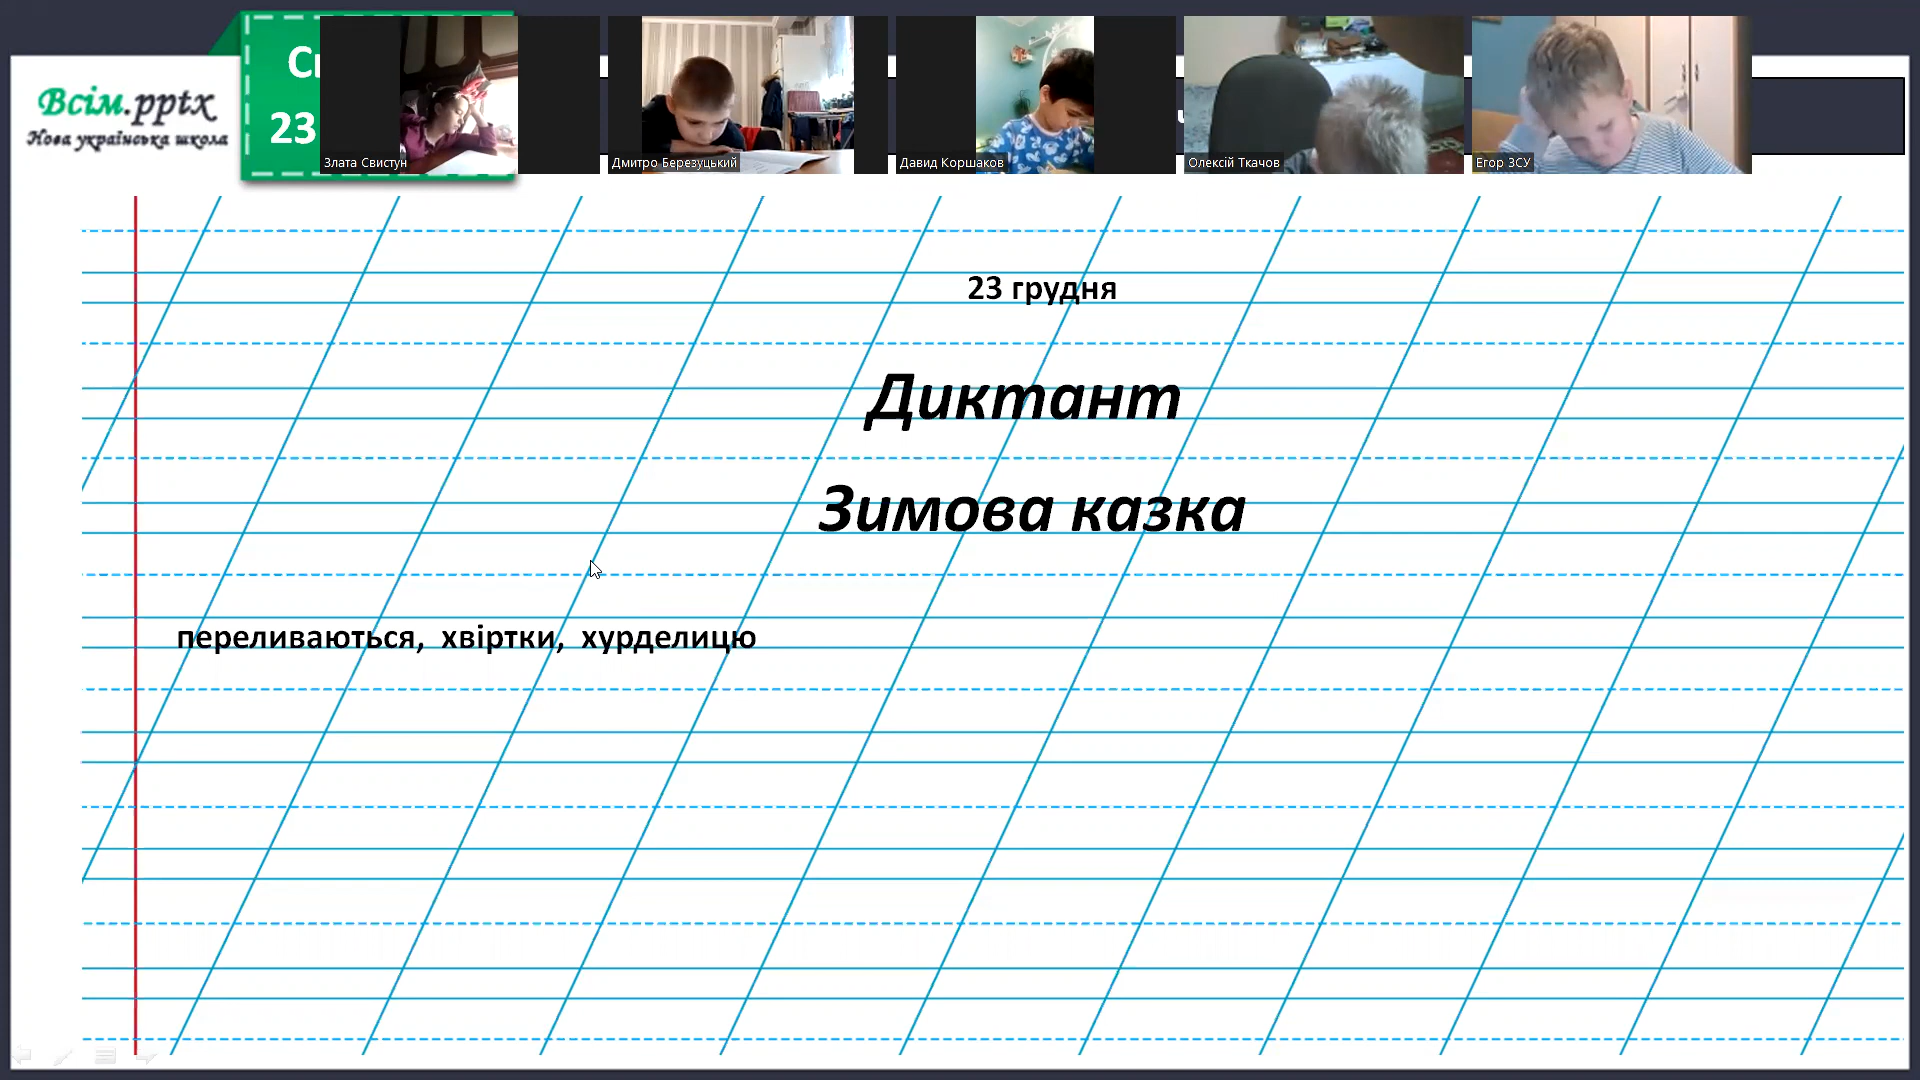 Всім.pptx
Нова українська школа
23
Злата Свистун
Дмитро Березуцький
Давид Коршаков
Олексій Ткачов
Егор ЗСУ
23 грудня
Диктант
Зимова казка
переливаються, хвіртки, хурделицю